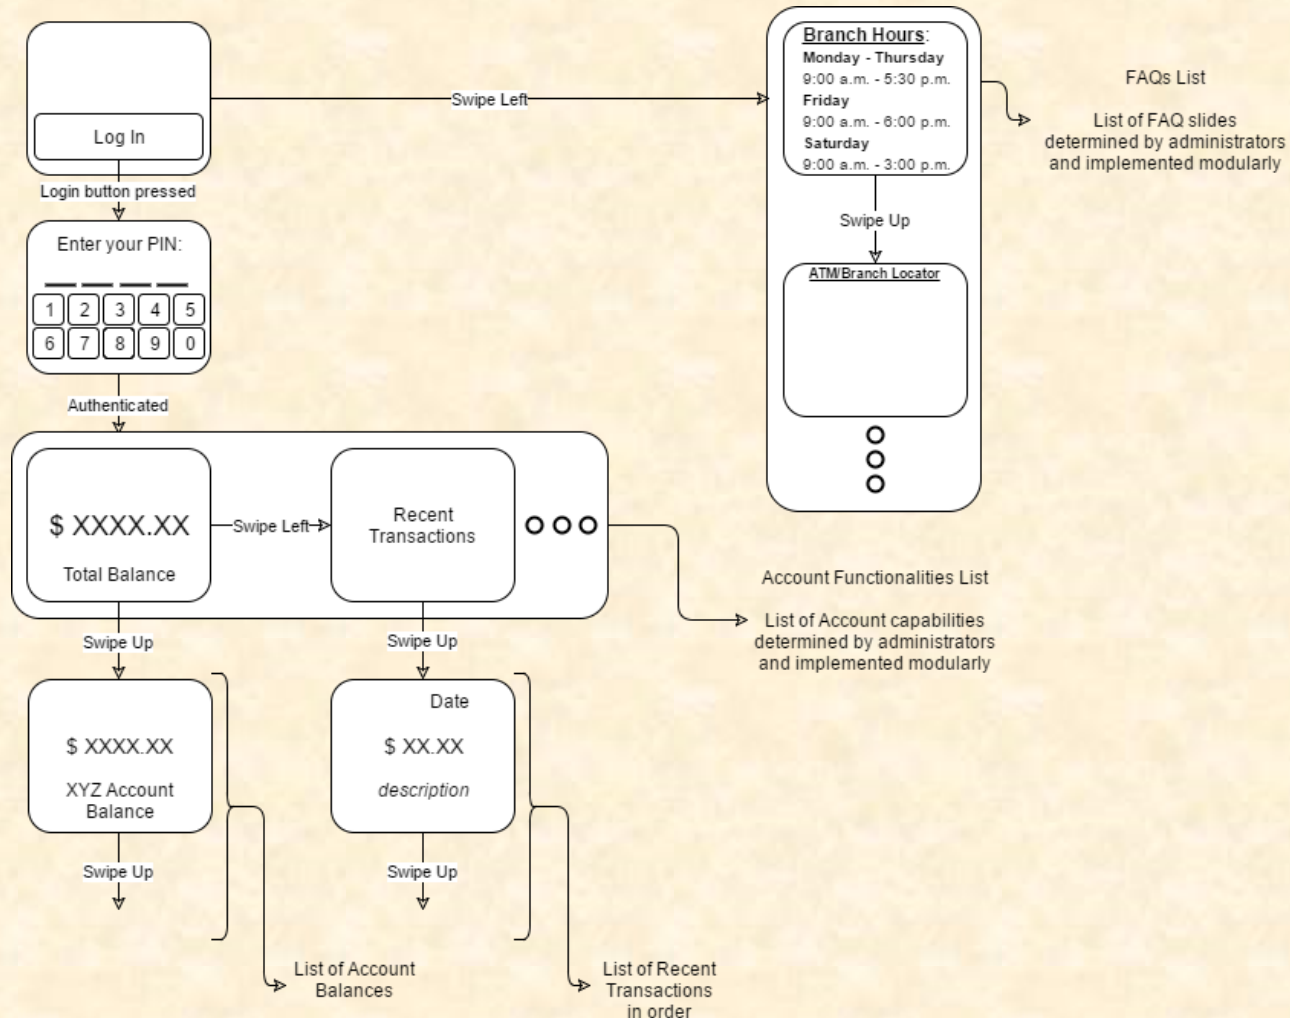 Log In
Swipe Left
Login button pressed
Enter your PIN:
1 2 3 4 5
6 7 8 9 0
Authenticated
Branch Hours:
Monday - Thursday
9:00 a.m. - 5:30 p.m.
Friday
9:00 a.m. - 6:00 p.m.
Saturday
9:00 a.m. - 3:00 p.m.
Swipe Up
ATM/Branch Locator
FAQs List
List of FAQ slides
determined by administrators
and implemented modularly
$ XXXX.XX
Total Balance
Swipe Left
Recent
Transactions
Account Functionalities List
List of Account capabilities
determined by administrators
and implemented modularly
Swipe Up
$ XXXX.XX
XYZ Account
Balance
Swipe Up
List of Account
Balances
Swipe Up
Date
$ XX.XX
description
Swipe Up
List of Recent
Transactions
in order